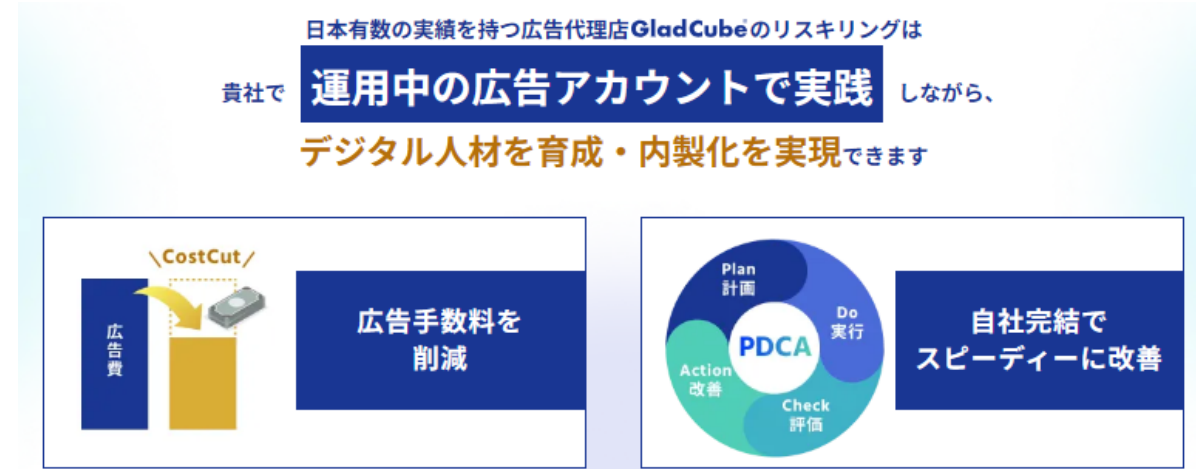 日本有数の実績を持つ広告代理店GladCube®のリスキリングは
貴社で 運用中の広告アカウントで実践 しながら、
デジタル人材を育成・内製化を実現できます
\CostCut/
広告費
広告手数料を
削減
Plan
計画
Do
実行
PDCA
Action
改善
Check
評価
自社完結で
スピーディーに改善